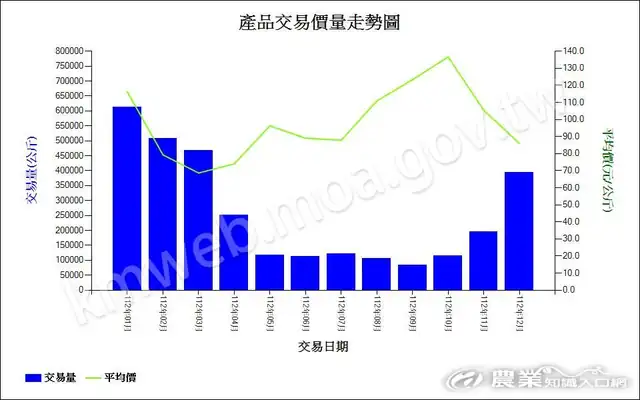 產品交易價量走勢圖
800000
750000
700000
650000
600000
550000
500000
450000
400000
350000
300000
250000
200000
150000
100000
50000
0
交易量(公斤)
140.0
130.0
120.0
110.0
100.0
90.0
80.0
70.0
60.0
50.0
40.0
30.0
20.0
10.0
0.0
平均價(元/公斤)
112年01月
112年02月
112年03月
112年04月
112年05月
112年06月
112年07月
112年08月
112年09月
112年10月
112年11月
112年12月
交易日期
交易量 平均價
kmweb.moa.gov.tw
農業知識入口網